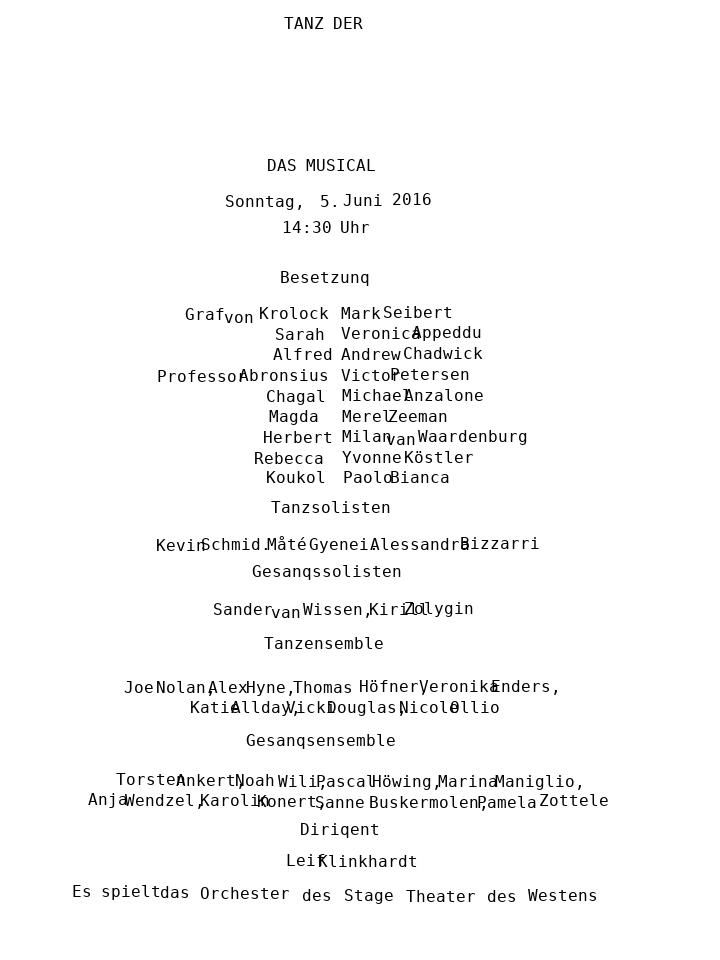 TANZ DER
DAS MUSICAL
Sonntag, 5. Juni 2016
14:30 Uhr
Besetzunq
Graf von Krolock Mark Seibert
Sarah Veronica Appeddu
Alfred Andrew Chadwick
Professor Abronsius Victor Petersen
Chagal Michael Anzalone
Magda Merel Zeeman
Herbert Milan van Waardenburg
Rebecca Yvonne Köstler
Koukol Paolo Bianca
Tanzsolisten
Kevin Schmid. Måté Gyenei. Alessandra Bizzarri
Gesanqssolisten
Sander van Wissen, Kirill Zolygin
Tanzensemble
Joe Nolan, Alex Hyne, Thomas Höfner, Veronika Enders,
Katie Allday, Vicki Douglas, Nicole Ollio
Gesanqsensemble
Torsten Ankert, Noah Wili, Pascal Höwing, Marina Maniglio,
Anja Wendzel, Karolin Konert, Sanne Buskermolen, Pamela Zottele
Diriqent
Leif Klinkhardt
Es spielt das Orchester des Stage Theater des Westens